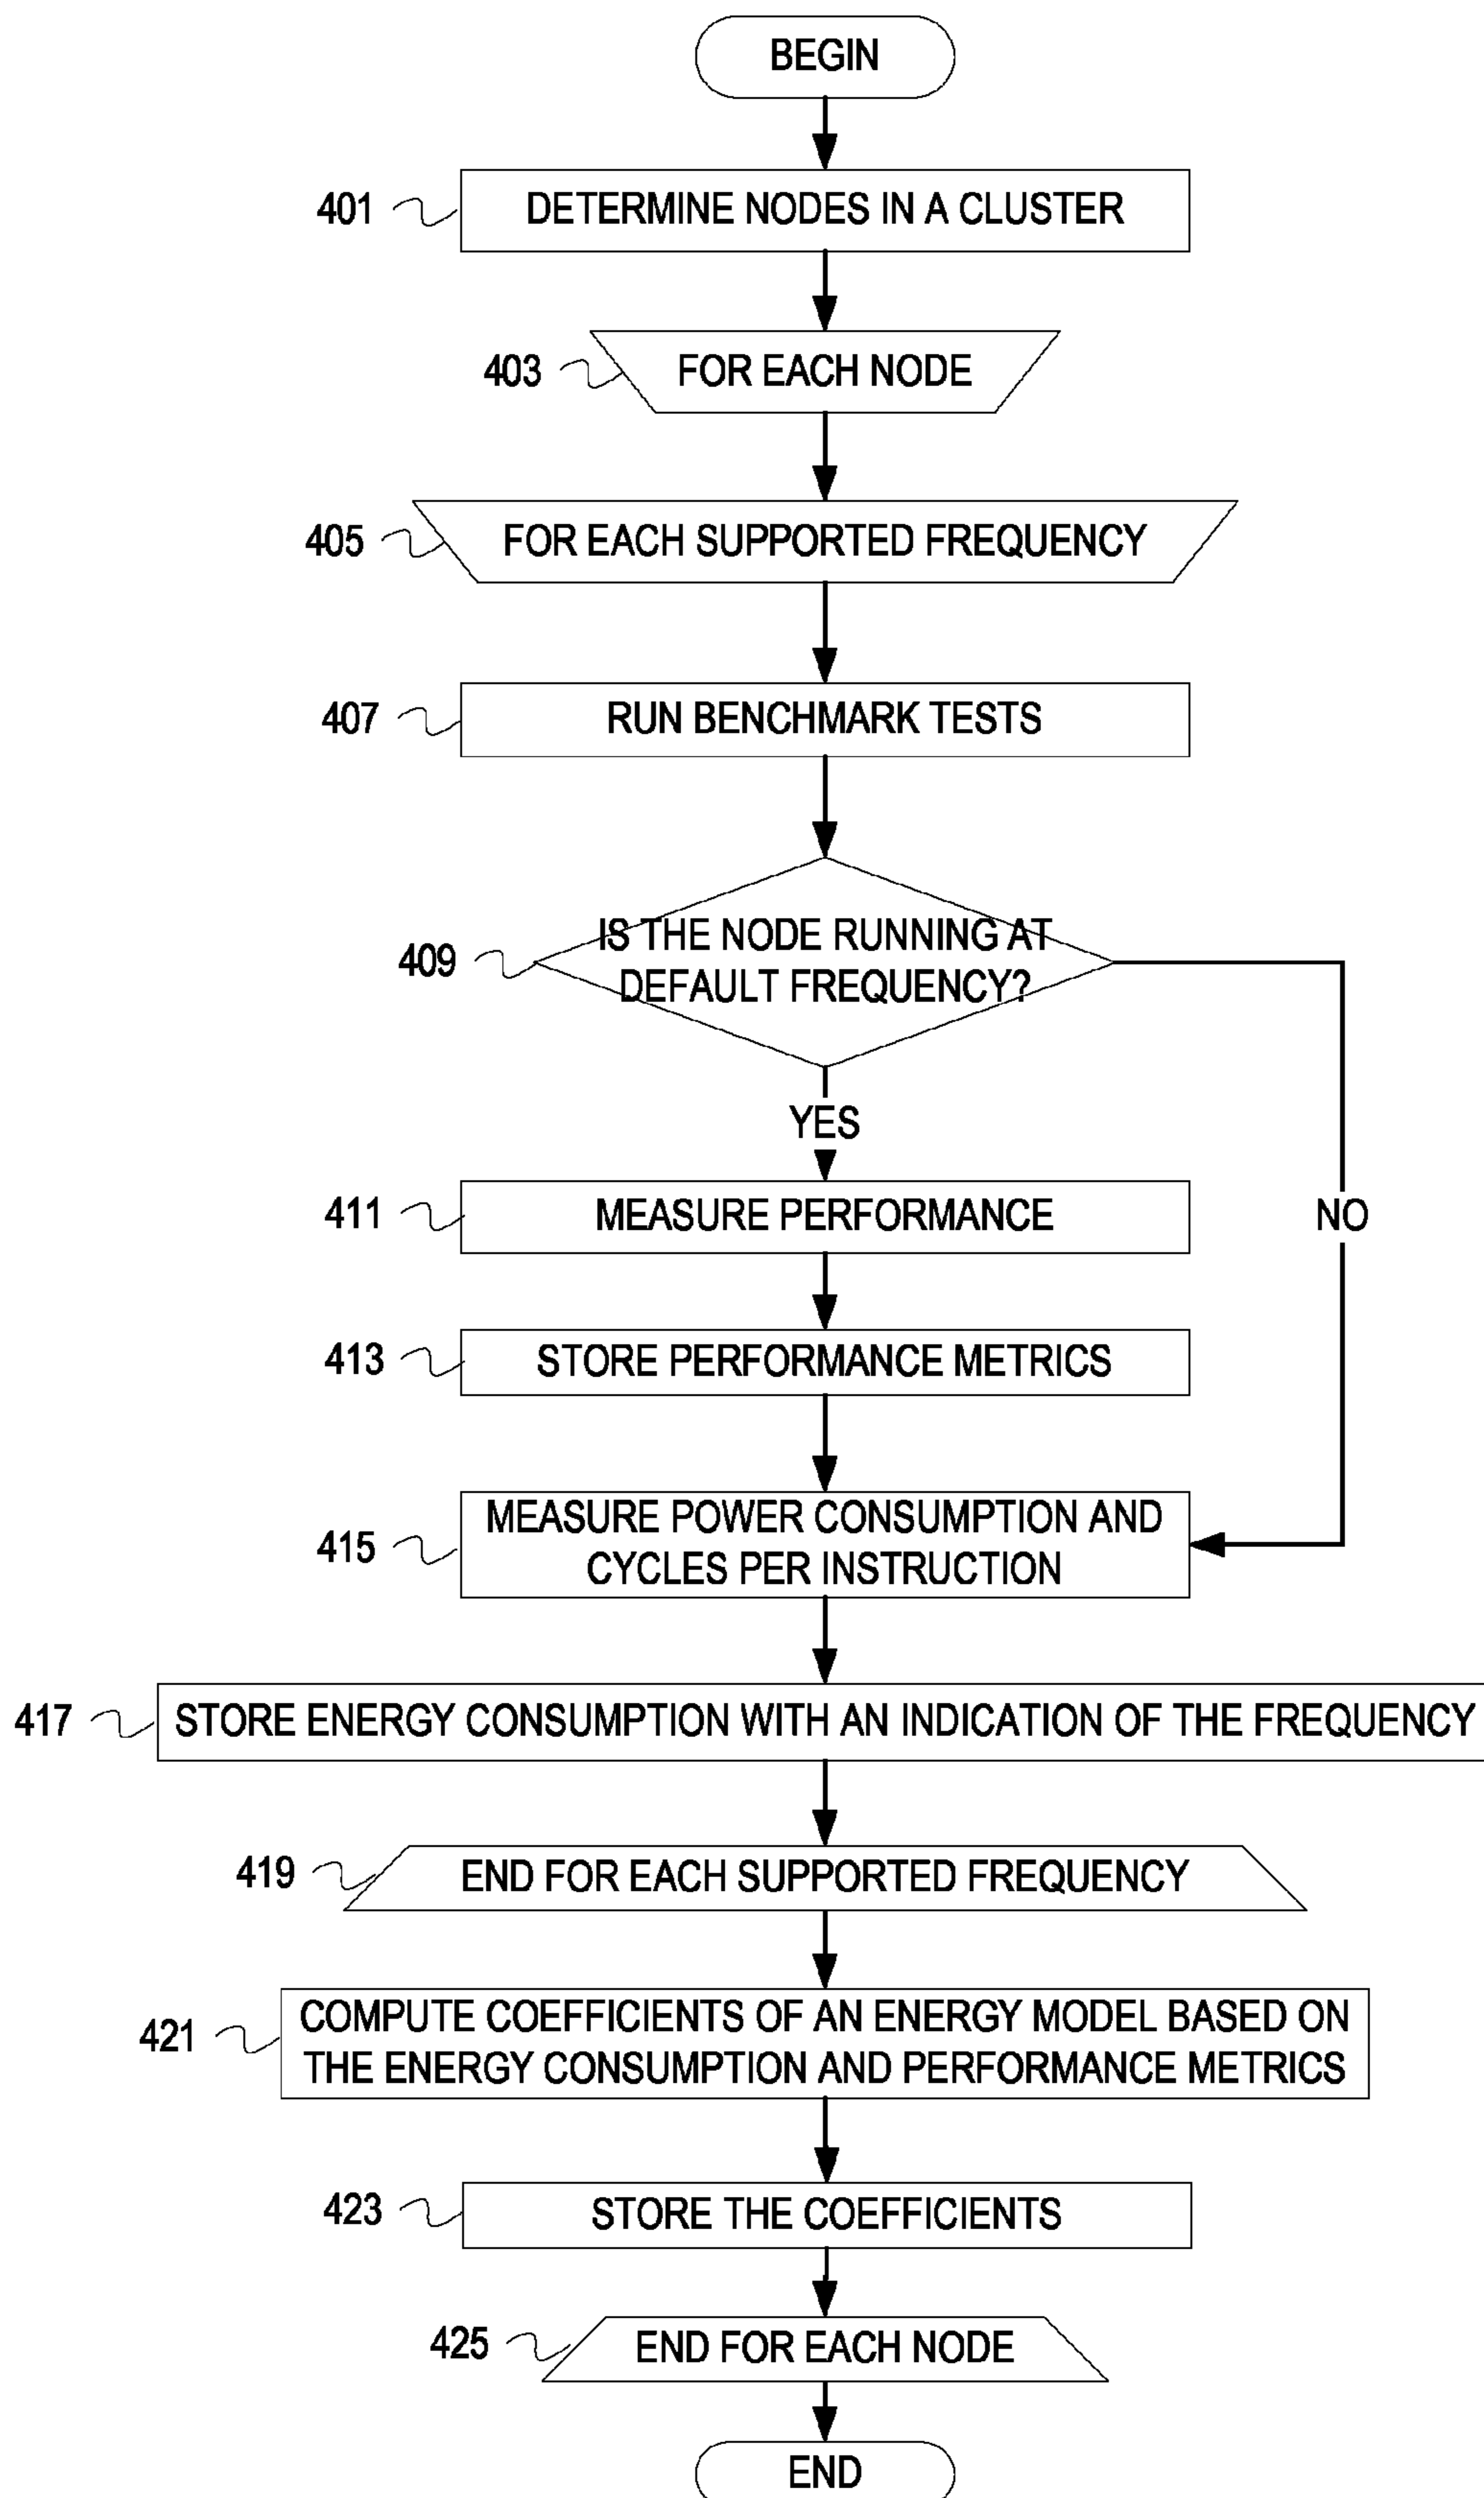 BEGIN
401
DETERMINE NODES IN A CLUSTER
403
FOR EACH NODE
405
FOR EACH SUPPORTED FREQUENCY
407
RUN BENCHMARK TESTS
409
IS THE NODE RUNNING AT
DEFAULT FREQUENCY?
YES
NO
411
MEASURE PERFORMANCE
413
STORE PERFORMANCE METRICS
415
MEASURE POWER CONSUMPTION AND
CYCLES PER INSTRUCTION
417
STORE ENERGY CONSUMPTION WITH AN INDICATION OF THE FREQUENCY
419
END FOR EACH SUPPORTED FREQUENCY
421
COMPUTE COEFFICIENTS OF AN ENERGY MODEL BASED ON
THE ENERGY CONSUMPTION AND PERFORMANCE METRICS
423
STORE THE COEFFICIENTS
425
END FOR EACH NODE
END